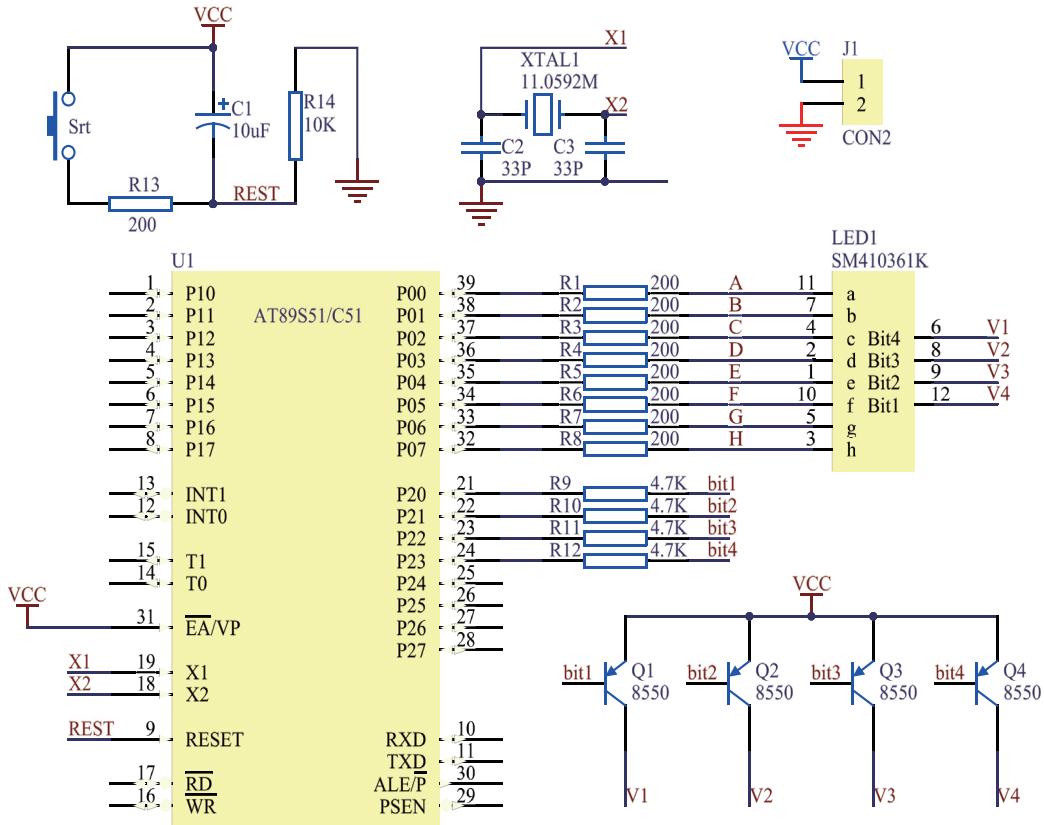 VCC
Srt
C1
10uF
R14
10K
R13
200
REST
X1
XTAL1
11.0592M
X2
C2
33P
C3
33P
VCC
J1
1
2
CON2
U1
AT89S51/C51
1 P10
2 P11
3 P12
4 P13
5 P14
6 P15
7 P16
8 P17
13 INT1
12 INT0
15 T1
14 T0
VCC
31 EA/VP
X1 19 X1
X2 18 X2
REST 9 RESET
17 RD
16 WR
P00 39 R1 200 A 11 a
P01 38 R2 200 B 7 b
P02 37 R3 200 C 4 c
P03 36 R4 200 D 2 d
P04 35 R5 200 E 1 e
P05 34 R6 200 F 10 f
P06 33 R7 200 G 5 g
P07 32 R8 200 H 3 h
LED1
SM410361K
Bit4 6 V1
Bit3 8 V2
Bit2 9 V3
Bit1 12 V4
P20 21 R9 4.7K bit1
P21 22 R10 4.7K bit2
P22 23 R11 4.7K bit3
P23 24 R12 4.7K bit4
P24 25
P25 26
P26 27
P27 28
RXD 10
TXD 11
ALE/P 30
PSEN 29
VCC
bit1 Q1
8550
V1
bit2 Q2
8550
V2
bit3 Q3
8550
V3
bit4 Q4
8550
V4